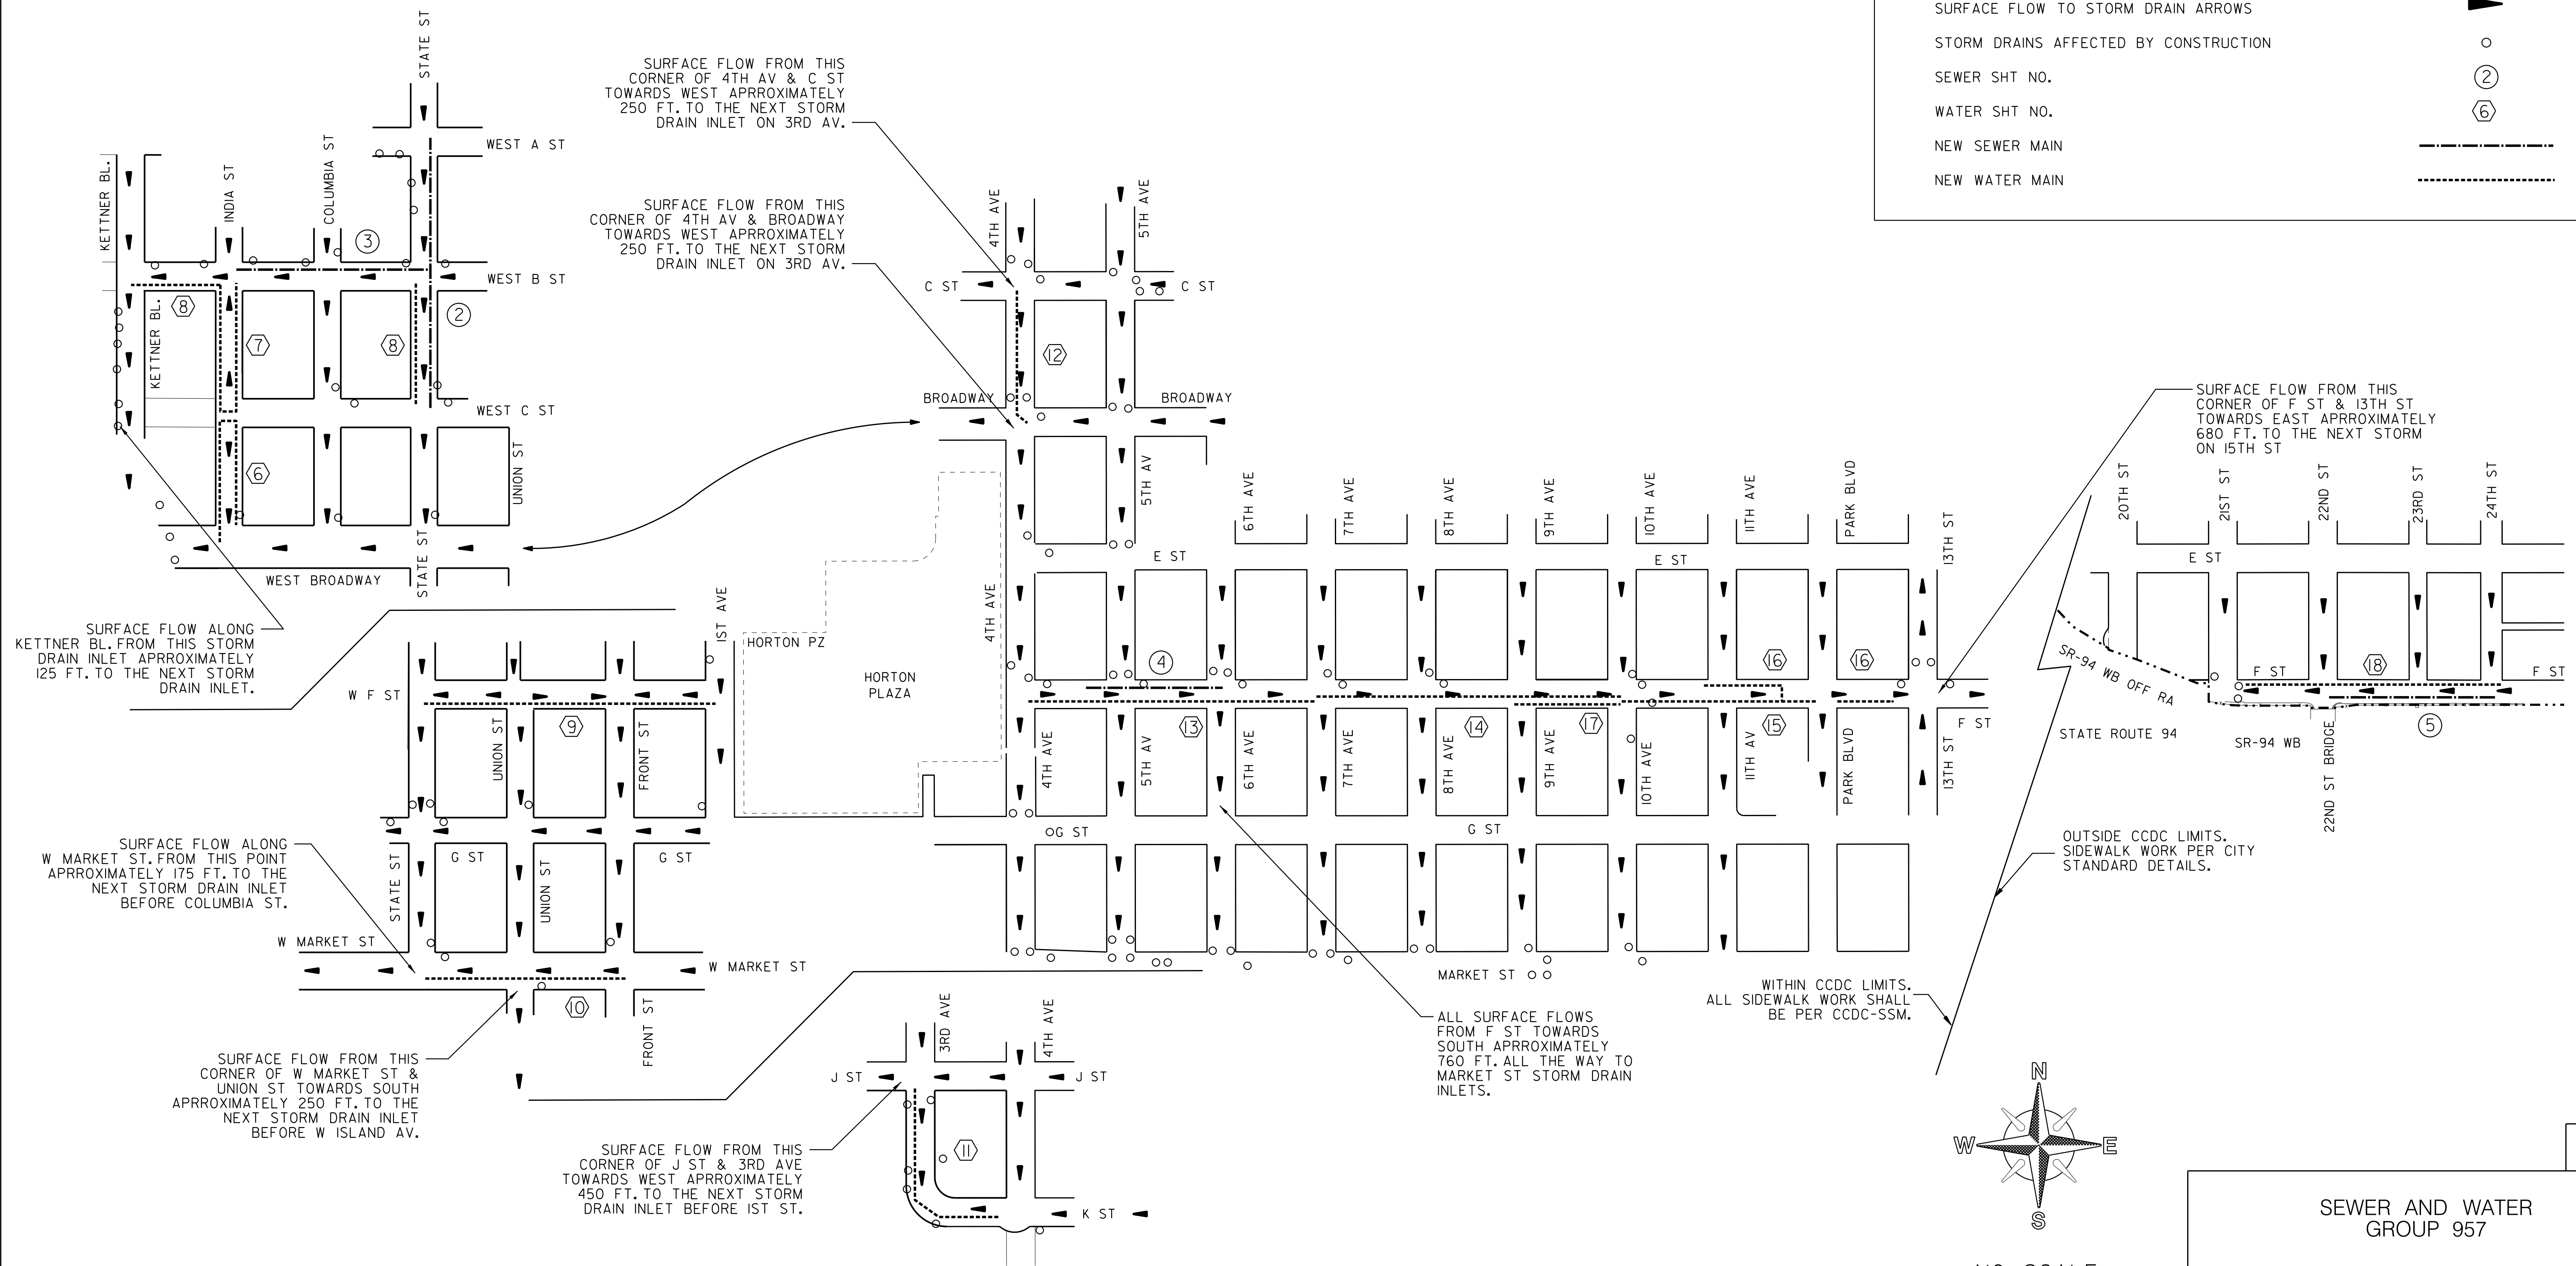 SURFACE FLOW TO STORM DRAIN ARROWS
STORM DRAINS AFFECTED BY CONSTRUCTION
SEWER SHT NO.
2
WATER SHT NO.
6
NEW SEWER MAIN
NEW WATER MAIN
STATE ST
WEST A ST
KETTNER BL.
INDIA ST
COLUMBIA ST
3
WEST B ST
8
KETTNER BL.
7
8
2
WEST C ST
6
UNION ST
STATE ST
WEST BROADWAY
SURFACE FLOW ALONG
KETTNER BL. FROM THIS STORM
DRAIN INLET APRROXIMATELY
125 FT. TO THE NEXT STORM
DRAIN INLET.
SURFACE FLOW FROM THIS
CORNER OF 4TH AV & C ST
TOWARDS WEST APRROXIMATELY
250 FT. TO THE NEXT STORM
DRAIN INLET ON 3RD AV.
SURFACE FLOW FROM THIS
CORNER OF 4TH AV & BROADWAY
TOWARDS WEST APRROXIMATELY
250 FT. TO THE NEXT STORM
DRAIN INLET ON 3RD AV.
4TH AVE
5TH AVE
C ST
C ST
12
BROADWAY
BROADWAY
5TH AV
6TH AVE
7TH AVE
8TH AVE
9TH AVE
10TH AVE
11TH AVE
PARK BLVD
13TH ST
E ST
E ST
4TH AVE
HORTON PZ
HORTON
PLAZA
4
16
16
13
14
17
15
F ST
4TH AVE
5TH AV
6TH AVE
7TH AVE
8TH AVE
9TH AVE
10TH AVE
11TH AV
PARK BLVD
13TH ST
G ST
G ST
MARKET ST
SURFACE FLOW FROM THIS
CORNER OF F ST & 13TH ST
TOWARDS EAST APRROXIMATELY
680 FT. TO THE NEXT STORM
ON 15TH ST
20TH ST
21ST ST
22ND ST
23RD ST
24TH ST
E ST
SR-94 WB OFF RA
F ST
18
F ST
STATE ROUTE 94
SR-94 WB
5
22ND ST BRIDGE
OUTSIDE CCDC LIMITS.
SIDEWALK WORK PER CITY
STANDARD DETAILS.
WITHIN CCDC LIMITS.
ALL SIDEWALK WORK SHALL
BE PER CCDC-SSM.
ALL SURFACE FLOWS
FROM F ST TOWARDS
SOUTH APRROXIMATELY
760 FT. ALL THE WAY TO
MARKET ST STORM DRAIN
INLETS.
1ST AVE
W F ST
9
UNION ST
FRONT ST
G ST
G ST
STATE ST
UNION ST
SURFACE FLOW ALONG
W MARKET ST. FROM THIS POINT
APRROXIMATELY 175 FT. TO THE
NEXT STORM DRAIN INLET
BEFORE COLUMBIA ST.
W MARKET ST
W MARKET ST
10
FRONT ST
SURFACE FLOW FROM THIS
CORNER OF W MARKET ST &
UNION ST TOWARDS SOUTH
APRROXIMATELY 250 FT. TO THE
NEXT STORM DRAIN INLET
BEFORE W ISLAND AV.
3RD AVE
4TH AVE
J ST
J ST
11
K ST
SURFACE FLOW FROM THIS
CORNER OF J ST & 3RD AVE
TOWARDS WEST APRROXIMATELY
450 FT. TO THE NEXT STORM
DRAIN INLET BEFORE 1ST ST.
N
W
E
S
NO SCALE
SEWER AND WATER
GROUP 957